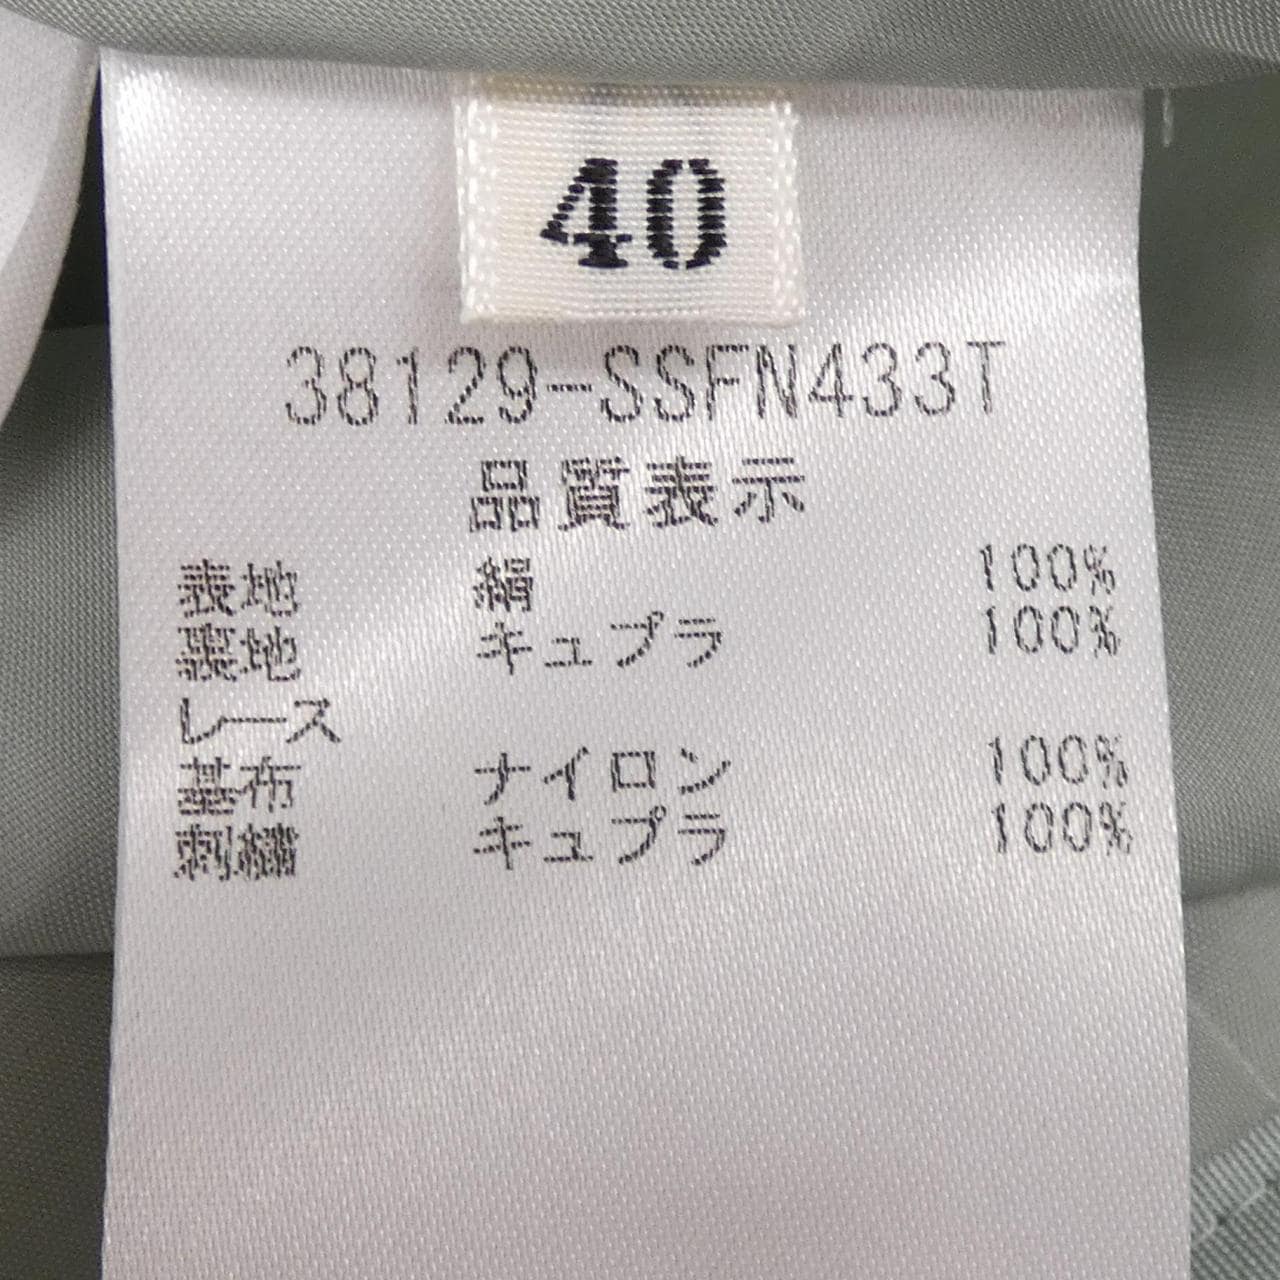 40
38129-SSFN433T
品質表示
表地 絹 100%
裏地 キュプラ 100%
レース
基布 ナイロン 100%
刺繍 キュプラ 100%